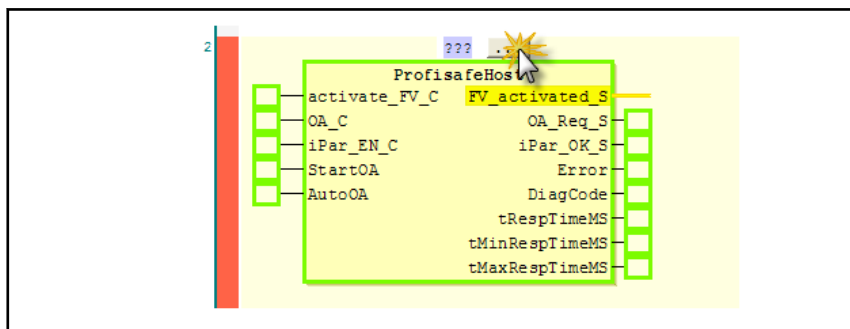 2
??? ...
ProfisafeHost
activate_FV_C FV_activated_S
OA_C OA_Req_S
iPar_EN_C iPar_OK_S
StartOA Error
AutoOA DiagCode
tRespTimeMS
tMinRespTimeMS
tMaxRespTimeMS